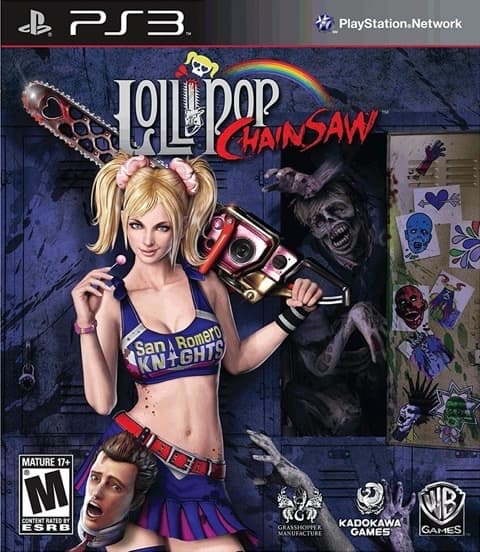 PS3
PlayStation®Network
LOLLIPOP
CHAINSAW™
San Romero
KNIGHTS
MATURE 17+
M
CONTENT RATED BY
ESRB
GRASSHOPPER
MANUFACTURE
KADOKAWA
GAMES
WB
GAMES